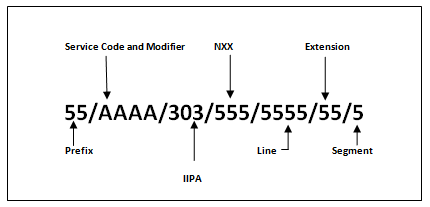 Service Code and Modifier NXX Extension
55/AAAA/303/555/5555/55/5
Prefix Line Segment
IIPA